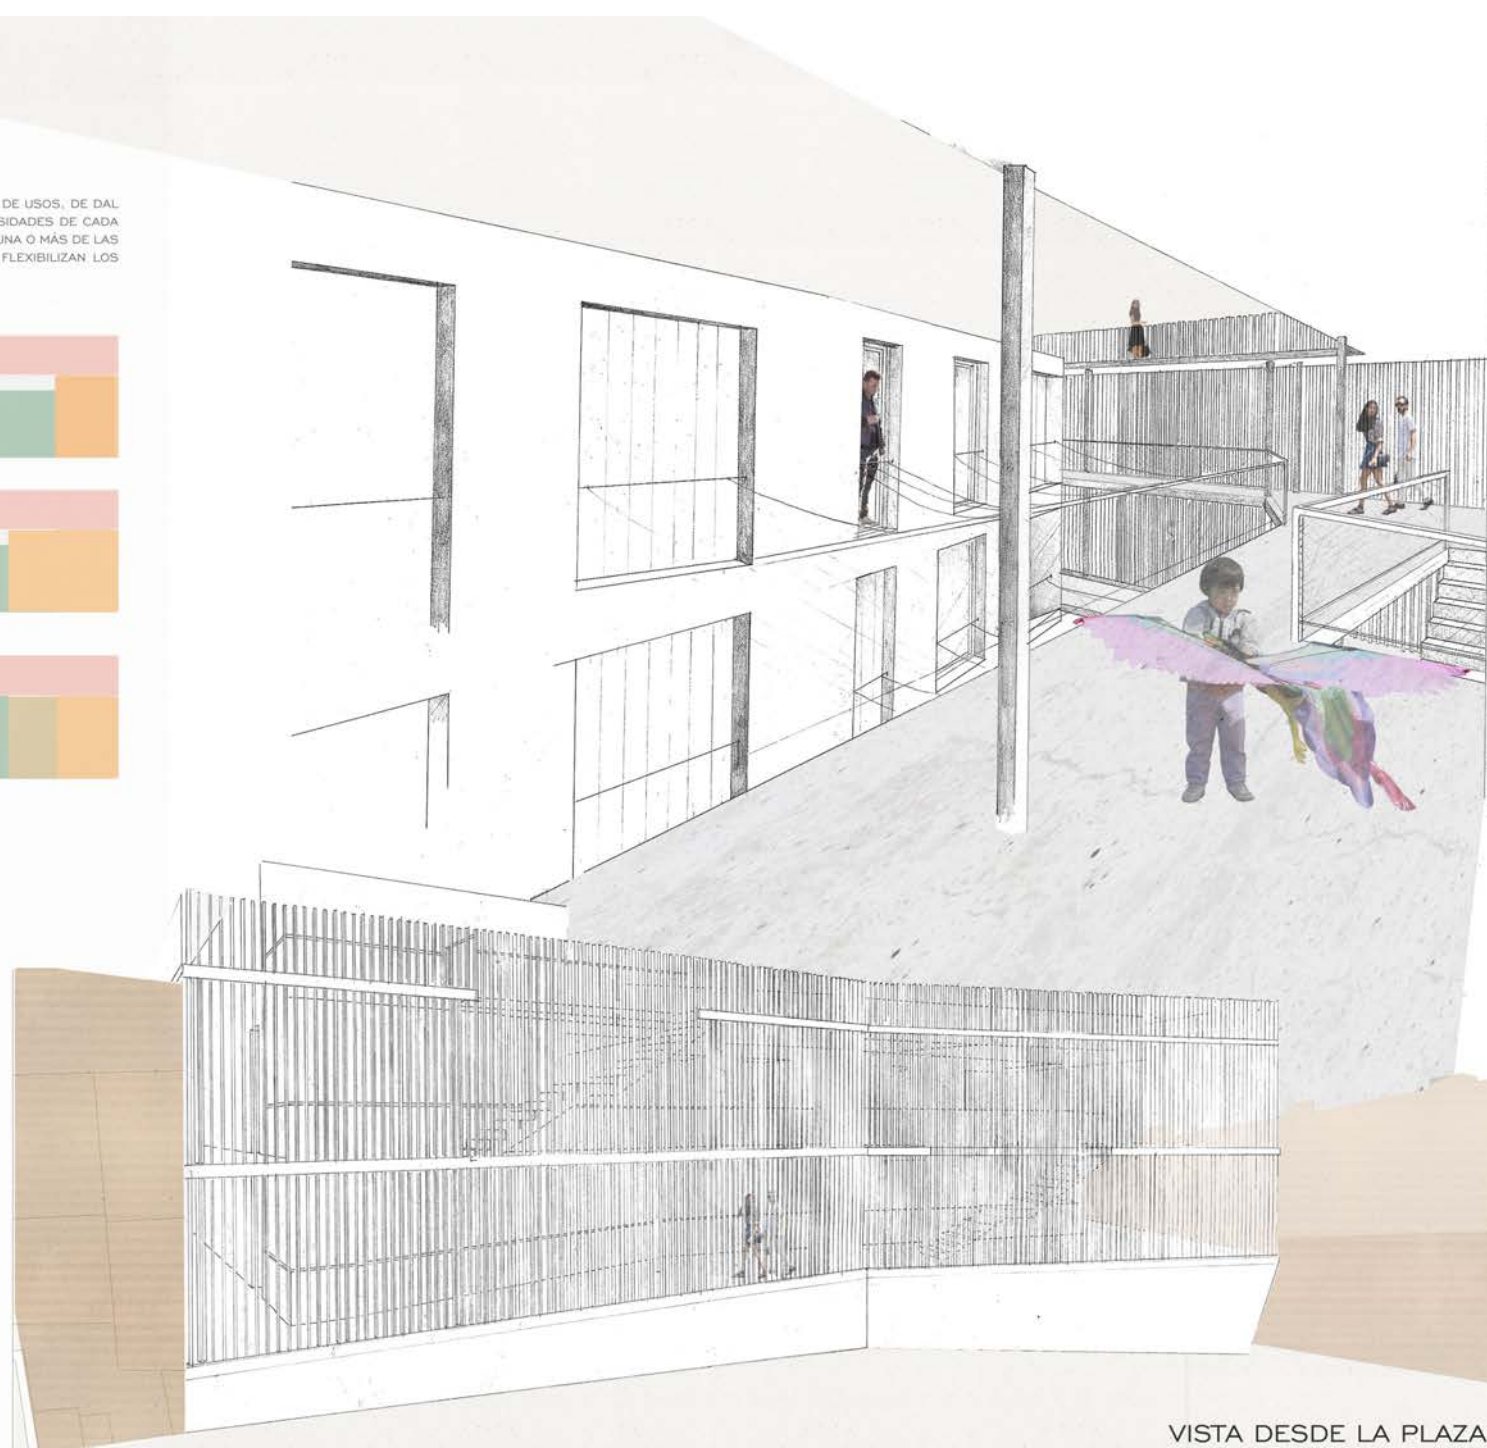 DE USOS, DE DAL
SIDADES DE CADA
UNA O MÁS DE LAS
FLEXIBILIZAN LOS
VISTA DESDE LA PLAZA